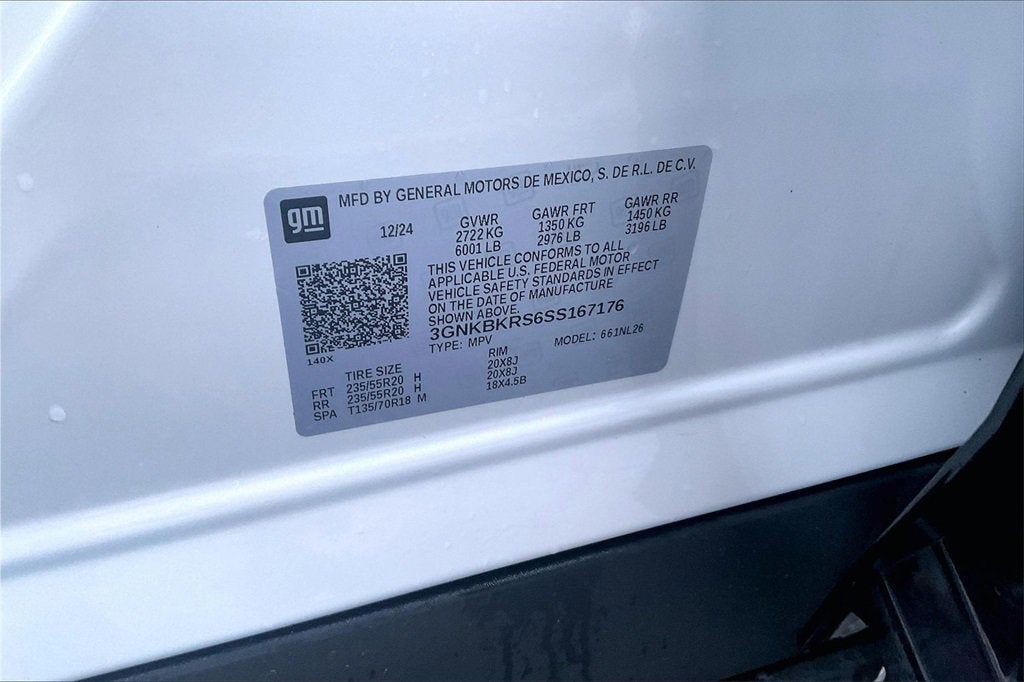 gm
MFD BY GENERAL MOTORS DE MEXICO, S. DE R.L. DE C.V.
12/24 GVWR GAWR FRT GAWR RR
2722 KG 1350 KG 1450 KG
6001 LB 2976 LB 3196 LB
THIS VEHICLE CONFORMS TO ALL
APPLICABLE U.S. FEDERAL MOTOR
VEHICLE SAFETY STANDARDS IN EFFECT
ON THE DATE OF MANUFACTURE
SHOWN ABOVE.
3GNKBKRS6SS167176
TYPE: MPV MODEL: 661NL26
140X
TIRE SIZE RIM
FRT 235/55R20 H 20X8J
RR 235/55R20 H 20X8J
SPA T135/70R18 M 18X4.5B